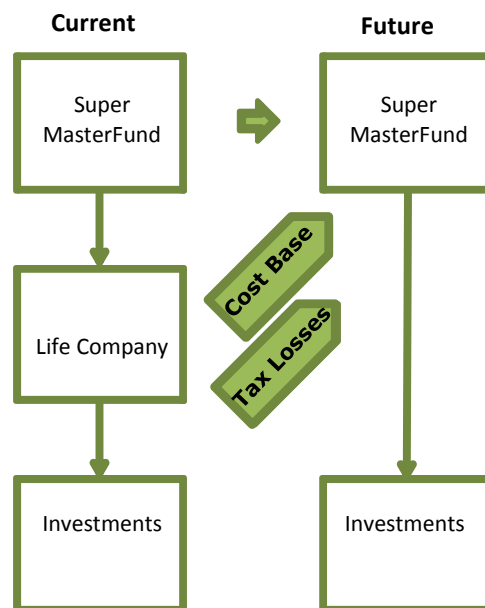 Current
Future
Super
MasterFund
Super
MasterFund
Cost Base
Tax Losses
Life Company
Investments
Investments